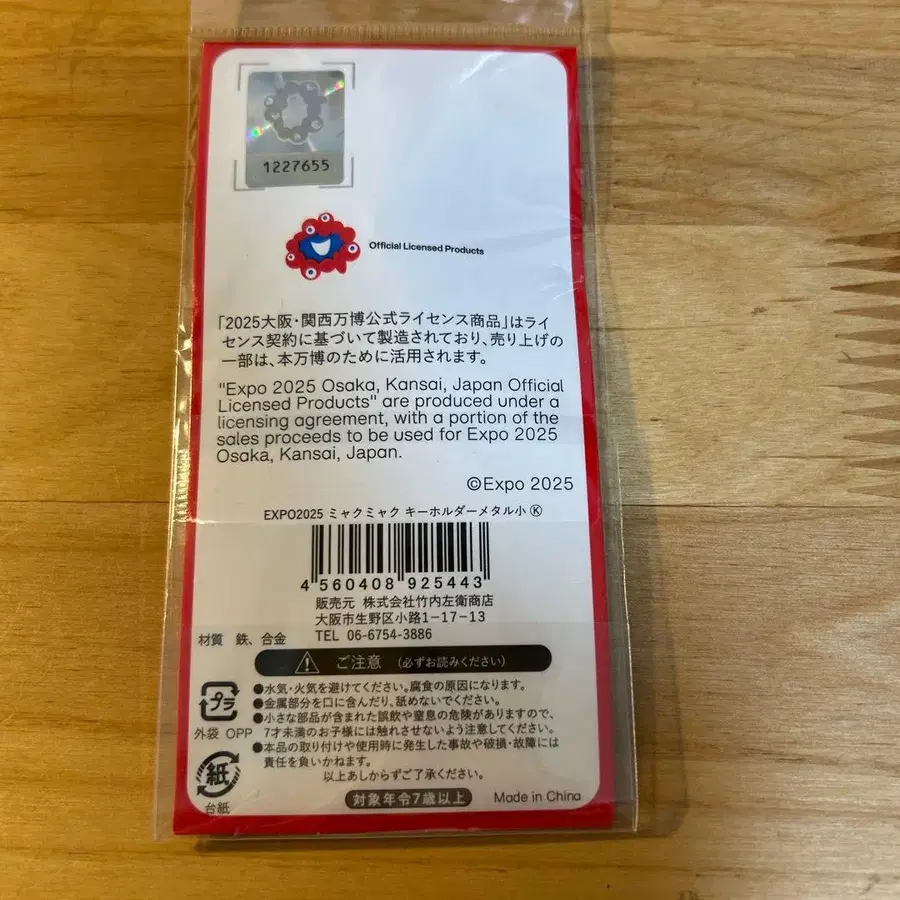 1227655
Official Licensed Products
「2025大阪・関西万博公式ライセンス商品」はライ
センス契約に基づいて製造されており、売り上げの
一部は、本万博のために活用されます。
"Expo 2025 Osaka, Kansai, Japan Official
Licensed Products" are produced under a
licensing agreement, with a portion of the
sales proceeds to be used for Expo 2025
Osaka, Kansai, Japan.
©Expo 2025
EXPO2025 ミャクミャク キーホルダーメタル小 Ⓚ
4 560408 925443
販売元 株式会社竹内左衛商店
大阪市生野区小路1-17-13
TEL 06-6754-3886
材質 鉄、合金
ご注意 (必ずお読みください)
●水気・火気を避けてください。腐食の原因になります。
●金属部分を口に含んだり、舐めないでください。
●小さな部品が含まれた誤飲や窒息の危険がありますので、
7才未満のお子様には触れさせないよう注意してください。
●本品の取り付けや使用時に発生した事故や破損・故障には
責任を負いかねます。
以上あしからずご了承ください。
プラ
外袋 OPP
紙
台紙
対象年令7歳以上
Made in China